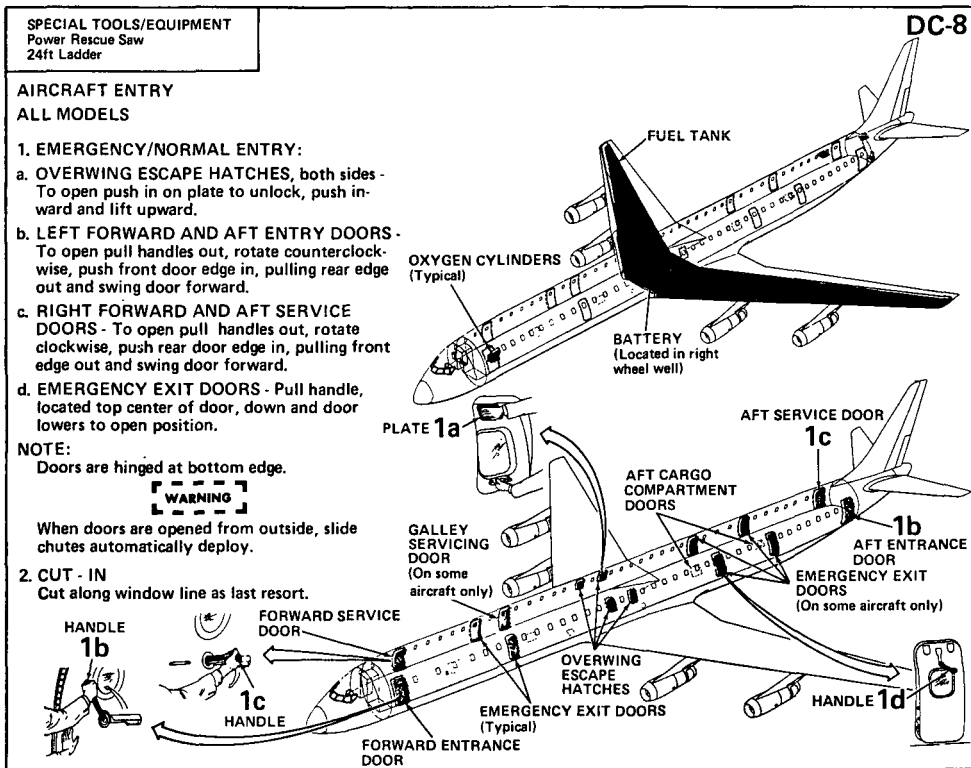 SPECIAL TOOLS/EQUIPMENT
Power Rescue Saw
24ft Ladder
DC-8
AIRCRAFT ENTRY
ALL MODELS
1. EMERGENCY/NORMAL ENTRY:
a. OVERWING ESCAPE HATCHES, both sides -
To open push in on plate to unlock, push in-
ward and lift upward.
b. LEFT FORWARD AND AFT ENTRY DOORS -
To open pull handles out, rotate counterclock-
wise, push front door edge in, pulling rear edge
out and swing door forward.
c. RIGHT FORWARD AND AFT SERVICE
DOORS - To open pull handles out, rotate
clockwise, push rear door edge in, pulling front
edge out and swing door forward.
d. EMERGENCY EXIT DOORS - Pull handle,
located top center of door, down and door
lowers to open position.
NOTE:
Doors are hinged at bottom edge.
WARNING
When doors are opened from outside, slide
chutes automatically deploy.
2. CUT - IN
Cut along window line as last resort.
FUEL TANK
OXYGEN CYLINDERS
(Typical)
BATTERY
(Located in right
wheel well)
PLATE 1a
AFT SERVICE DOOR
1c
AFT CARGO
COMPARTMENT
DOORS
GALLEY
SERVICING
DOOR
(On some
aircraft only)
1b
AFT ENTRANCE
DOOR
EMERGENCY EXIT
DOORS
(On some aircraft only)
FORWARD SERVICE
DOOR
HANDLE
1b
1c
HANDLE
OVERWING
ESCAPE
HATCHES
HANDLE 1d
EMERGENCY EXIT DOORS
(Typical)
FORWARD ENTRANCE
DOOR